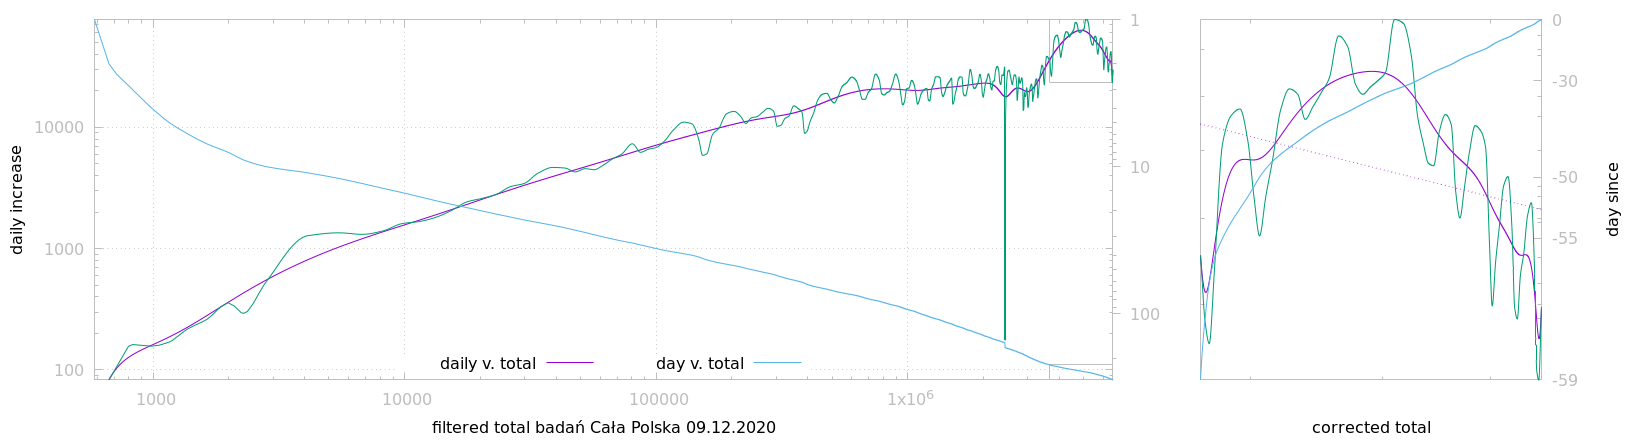 1 0
10000 -30
daily increase 10 -50 day since
1000 -55
100
100 daily v. total day v. total -59
1000 10000 100000 1x10⁶
filtered total badań Cała Polska 09.12.2020 corrected total